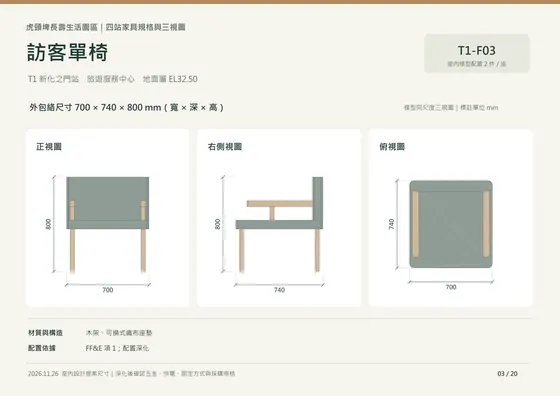 虎頭埤長壽生活園區｜四站家具規格與三視圖
訪客單椅
T1-F03
室內模型配置 2 件 / 座
T1 新化之門站　旅遊服務中心　地面層 EL32.50
外包絡尺寸 700 × 740 × 800 mm（寬 × 深 × 高）
模型同尺度三視圖｜標註單位 mm
正視圖
右側視圖
俯視圖
800
700
800
740
740
700
材質與構造　木架、可換式織布座墊
配置依據　FF&E 項 1；配置深化
2026.11.26 室內設計提案尺寸｜深化後確認五金、供電、固定方式與採購規格
03 / 20